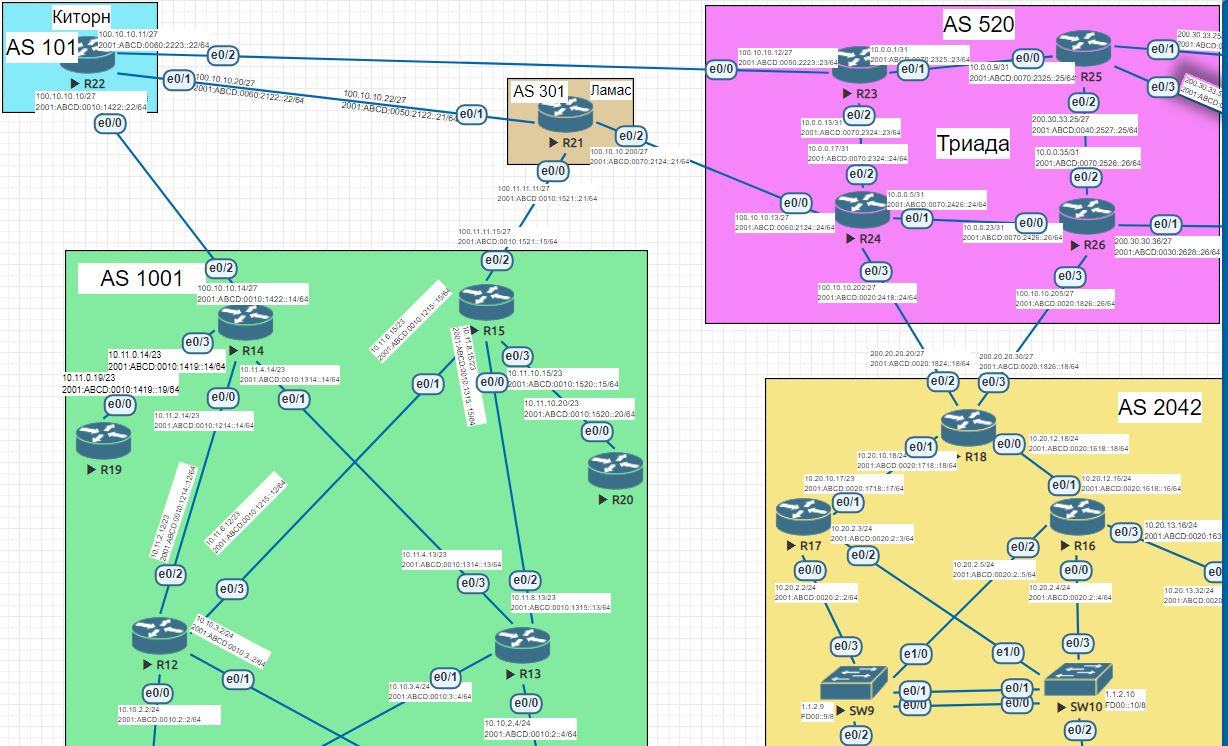 Киторн
AS 101
100.10.10.11/27
2001:ABCD:0060:2223::22/64
e0/2
R22
e0/1
100.10.10.20/27
2001:ABCD:0060:2122::22/64
100.10.10.10/27
2001:ABCD:0010:1422::22/64
e0/0
100.10.10.22/27
2001:ABCD:0050:2122::21/64
e0/1
AS 301
Ламас
R21
e0/2
100.10.10.200/27
2001:ABCD:0070:2124::21/64
e0/0
100.11.11.11/27
2001:ABCD:0010:1521::21/64
AS 520
100.10.10.12/27
2001:ABCD:0050:2223::23/64
e0/0
10.0.0.1/31
2001:ABCD:0070:2325::23/64
e0/1
R23
e0/2
10.0.0.13/31
2001:ABCD:0070:2324::23/64
10.0.0.9/31
2001:ABCD:0070:2325::25/64
e0/0
R25
e0/1
e0/3
e0/2
200.30.33.25/27
2001:ABCD:0040:2527::25/64
Триада
10.0.0.17/31
2001:ABCD:0070:2324::24/64
e0/2
10.0.0.35/31
2001:ABCD:0070:2526::26/64
e0/2
100.10.10.13/27
2001:ABCD:0060:2124::24/64
e0/0
10.0.0.5/31
2001:ABCD:0070:2426::24/64
e0/1
R24
e0/3
10.0.0.23/31
2001:ABCD:0070:2426::26/64
e0/0
R26
e0/1
200.30.30.36/27
2001:ABCD:0030:2628::26/64
e0/3
100.10.10.202/27
2001:ABCD:0020:2418::24/64
100.10.10.205/27
2001:ABCD:0020:1826::26/64
AS 1001
100.11.11.15/27
2001:ABCD:0010:1521::15/64
e0/2
R15
e0/2
100.10.10.14/27
2001:ABCD:0010:1422::14/64
e0/3
R14
10.11.0.14/23
2001:ABCD:0010:1419::14/64
10.11.0.19/23
2001:ABCD:0010:1419::19/64
e0/0
R19
10.11.4.14/23
2001:ABCD:0010:1314::14/64
e0/0
e0/1
10.11.2.14/23
2001:ABCD:0010:1214::14/64
10.11.6.15/23
2001:ABCD:0010:1215::15/64
10.11.8.15/23
2001:ABCD:0010:1315::15/64
e0/1
e0/0
e0/3
10.11.10.15/23
2001:ABCD:0010:1520::15/64
10.11.10.20/23
2001:ABCD:0010:1520::20/64
e0/0
R20
10.11.2.12/23
2001:ABCD:0010:1214::12/64
10.11.6.12/23
2001:ABCD:0010:1215::12/64
10.11.4.13/23
2001:ABCD:0010:1314::13/64
e0/2
e0/3
e0/3
e0/2
10.11.8.13/23
2001:ABCD:0010:1315::13/64
10.10.3.2/24
2001:ABCD:0010:3::2/64
R12
e0/1
e0/0
10.10.2.2/24
2001:ABCD:0010:2::2/64
R13
e0/1
10.10.3.4/24
2001:ABCD:0010:3::4/64
e0/0
10.10.2.4/24
2001:ABCD:0010:2::4/64
200.20.20.20/27
2001:ABCD:0020:1824::18/64
200.20.20.30/27
2001:ABCD:0020:1826::18/64
e0/2
e0/3
AS 2042
R18
e0/1
10.20.10.18/24
2001:ABCD:0020:1718::18/64
e0/0
10.20.12.18/24
2001:ABCD:0020:1618::18/64
10.20.10.17/23
2001:ABCD:0020:1718::17/64
e0/1
R17
10.20.2.3/24
2001:ABCD:0020:2::3/64
e0/2
e0/0
10.20.2.2/24
2001:ABCD:0020:2::2/64
e0/1
10.20.12.16/24
2001:ABCD:0020:1618::16/64
R16
e0/2
10.20.2.5/24
2001:ABCD:0020:2::5/64
e0/0
10.20.2.4/24
2001:ABCD:0020:2::4/64
e0/3
10.20.13.16/24
10.20.13.32/24
e0/3
e1/0
e1/0
e0/3
SW9
1.1.2.9
FD00::9/8
e0/1
e0/0
e0/1
e0/0
SW10
1.1.2.10
FD00::10/8
e0/2
e0/2